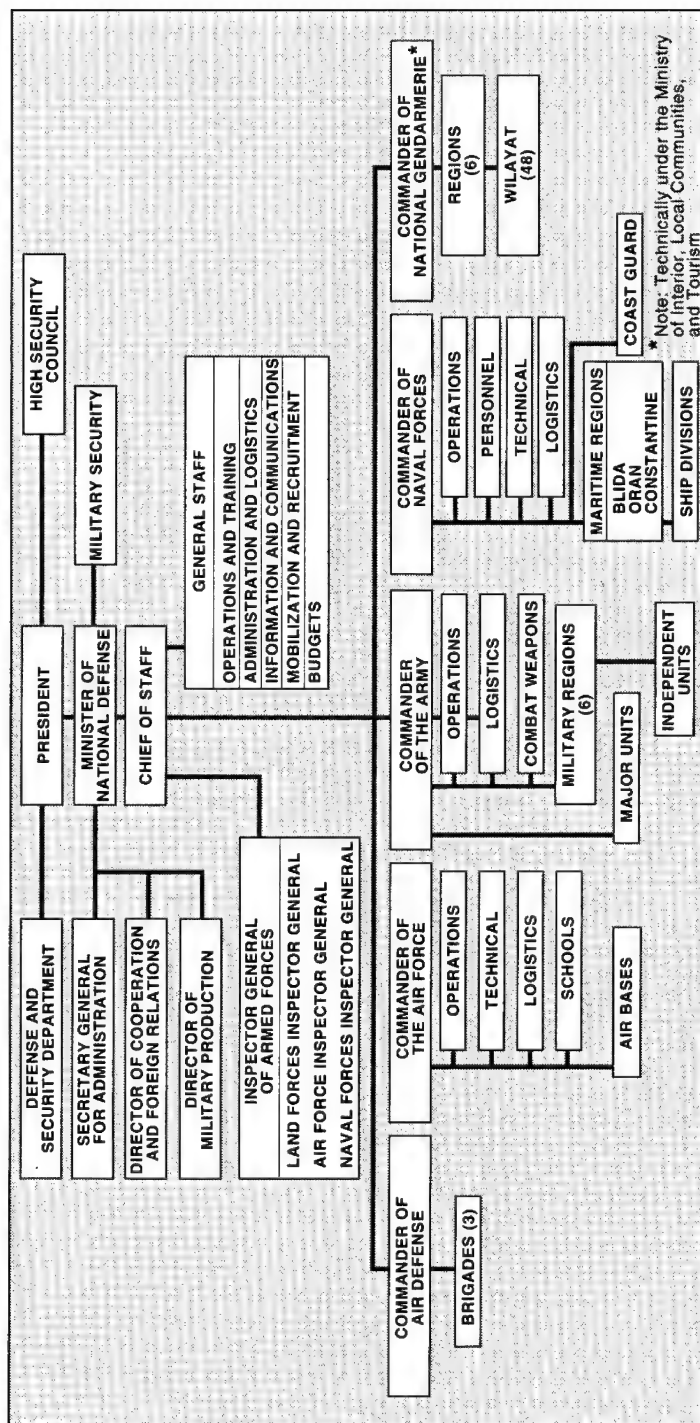 HIGH SECURITY
COUNCIL
PRESIDENT
DEFENSE AND
SECURITY DEPARTMENT
MILITARY SECURITY
MINISTER OF
NATIONAL DEFENSE
SECRETARY GENERAL
FOR ADMINISTRATION
CHIEF OF STAFF
DIRECTOR OF COOPERATION
AND FOREIGN RELATIONS
DIRECTOR OF
MILITARY PRODUCTION
GENERAL STAFF
OPERATIONS AND TRAINING
ADMINISTRATION AND LOGISTICS
INFORMATION AND COMMUNICATIONS
MOBILIZATION AND RECRUITMENT
BUDGETS
INSPECTOR GENERAL
OF ARMED FORCES
LAND FORCES INSPECTOR GENERAL
AIR FORCE INSPECTOR GENERAL
NAVAL FORCES INSPECTOR GENERAL
COMMANDER OF
AIR DEFENSE
BRIGADES (3)
COMMANDER OF
THE AIR FORCE
OPERATIONS
TECHNICAL
LOGISTICS
SCHOOLS
AIR BASES
COMMANDER
OF THE ARMY
OPERATIONS
LOGISTICS
COMBAT WEAPONS
MILITARY REGIONS
(6)
MAJOR UNITS
INDEPENDENT
UNITS
COMMANDER OF
NAVAL FORCES
OPERATIONS
PERSONNEL
TECHNICAL
LOGISTICS
COAST GUARD
MARITIME REGIONS
BLIDA
ORAN
CONSTANTINE
SHIP DIVISIONS
COMMANDER OF
NATIONAL GENDARMERIE*
REGIONS
(6)
WILAYAT
(48)
* Note: Technically under the Ministry
of Interior, Local Communities,
and Tourism